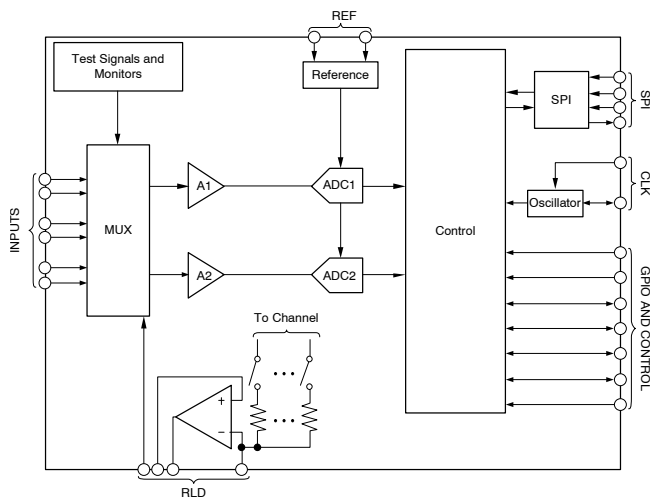 REF
Test Signals and
Monitors
Reference
SPI
SPI
A1
ADC1
CLK
MUX
Oscillator
INPUTS
Control
A2
ADC2
GPIO AND CONTROL
To Channel
+
−
RLD